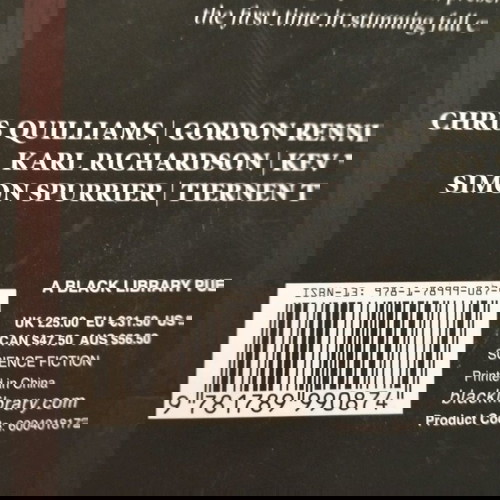 the first time in stunning full c
CHRIS QUILLIAMS | GORDON RENNI
KARL RICHARDSON | KEV
SIMON SPURRIER | TIERNEN T
A BLACK LIBRARY PUB
UK £25.00 EU €31.50 US
CAN $47.50 AUS $56.50
SCIENCE FICTION
Printed in China
blacklibrary.com
Product Code:
ISBN-13: 978-1-78999-087-
9 781789 990874